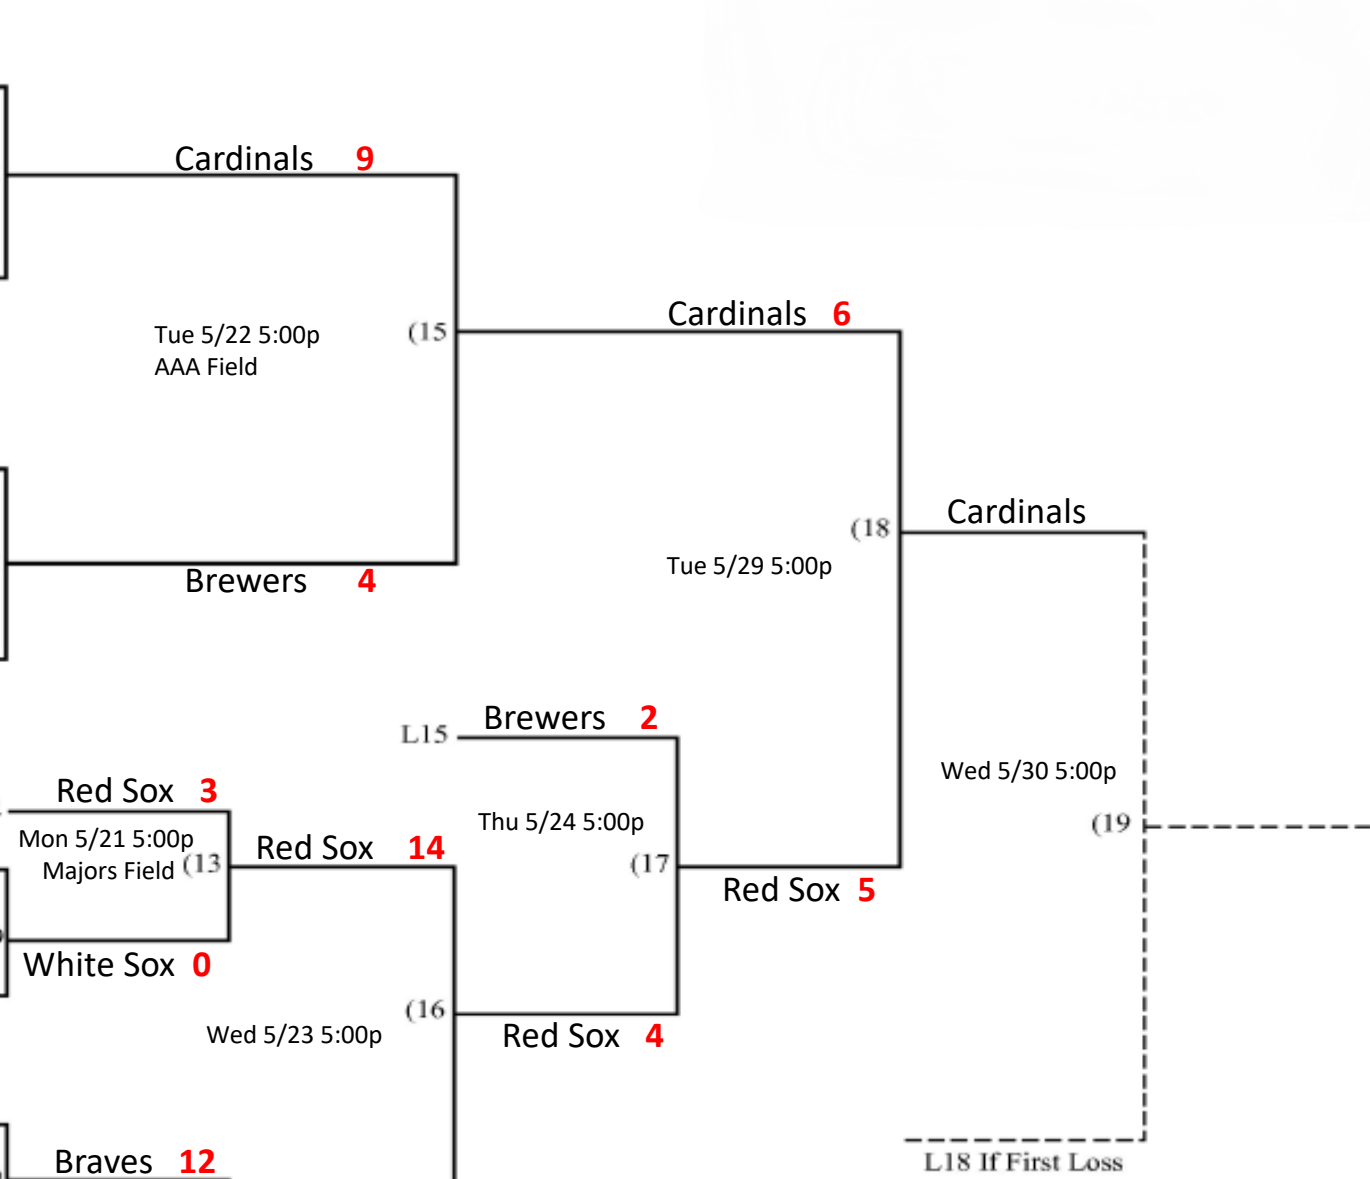 Cardinals 9
Tue 5/22 5:00p
AAA Field
(15
Brewers 4
Cardinals 6
(18
Tue 5/29 5:00p
Cardinals
L15
Brewers 2
Wed 5/30 5:00p
(19
Red Sox 3
Mon 5/21 5:00p
Majors Field
(13
White Sox 0
Red Sox 14
Thu 5/24 5:00p
(17
Red Sox 5
(16
Wed 5/23 5:00p
Red Sox 4
Braves 12
L18 If First Loss